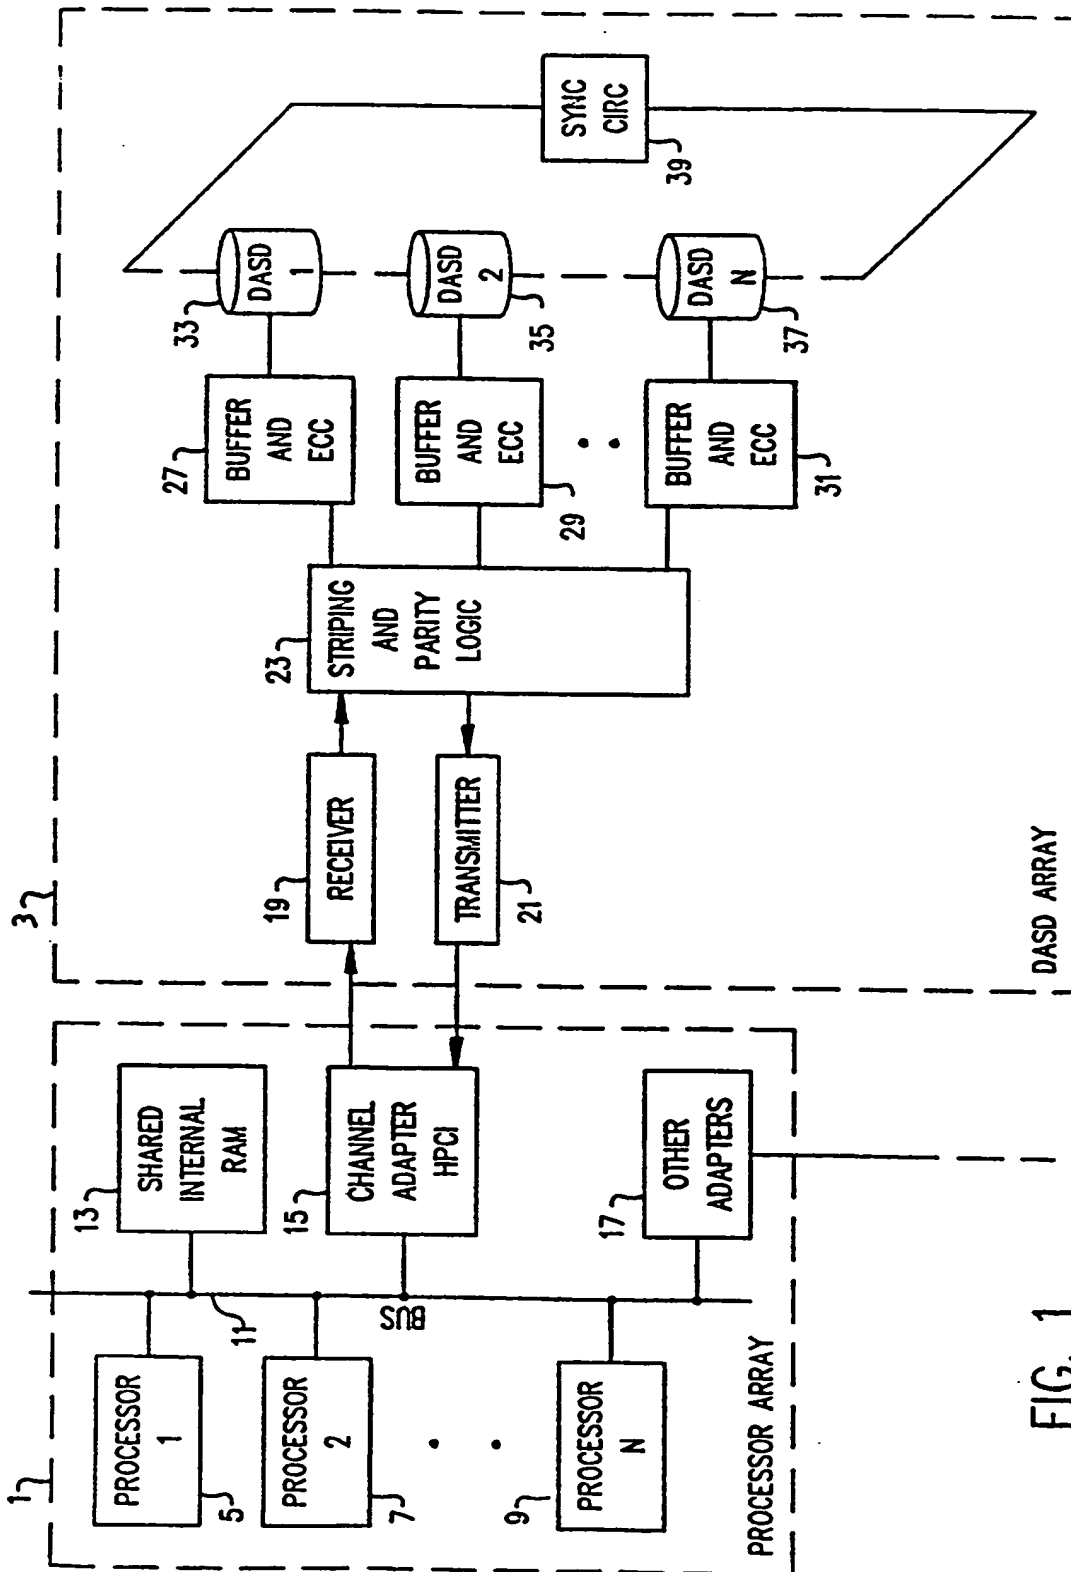 1
PROCESSOR
1
5
PROCESSOR
2
7
PROCESSOR
N
9
PROCESSOR ARRAY
11
BUS
SHARED
INTERNAL
RAM
13
CHANNEL
ADAPTER
HPCI
15
OTHER
ADAPTERS
17
3
RECEIVER
19
TRANSMITTER
21
STRIPING
AND
PARITY
LOGIC
23
BUFFER
AND
ECC
27
BUFFER
AND
ECC
29
BUFFER
AND
ECC
31
DASD
1
33
DASD
2
35
DASD
N
37
SYNC
CIRC
39
DASD ARRAY
FIG. 1